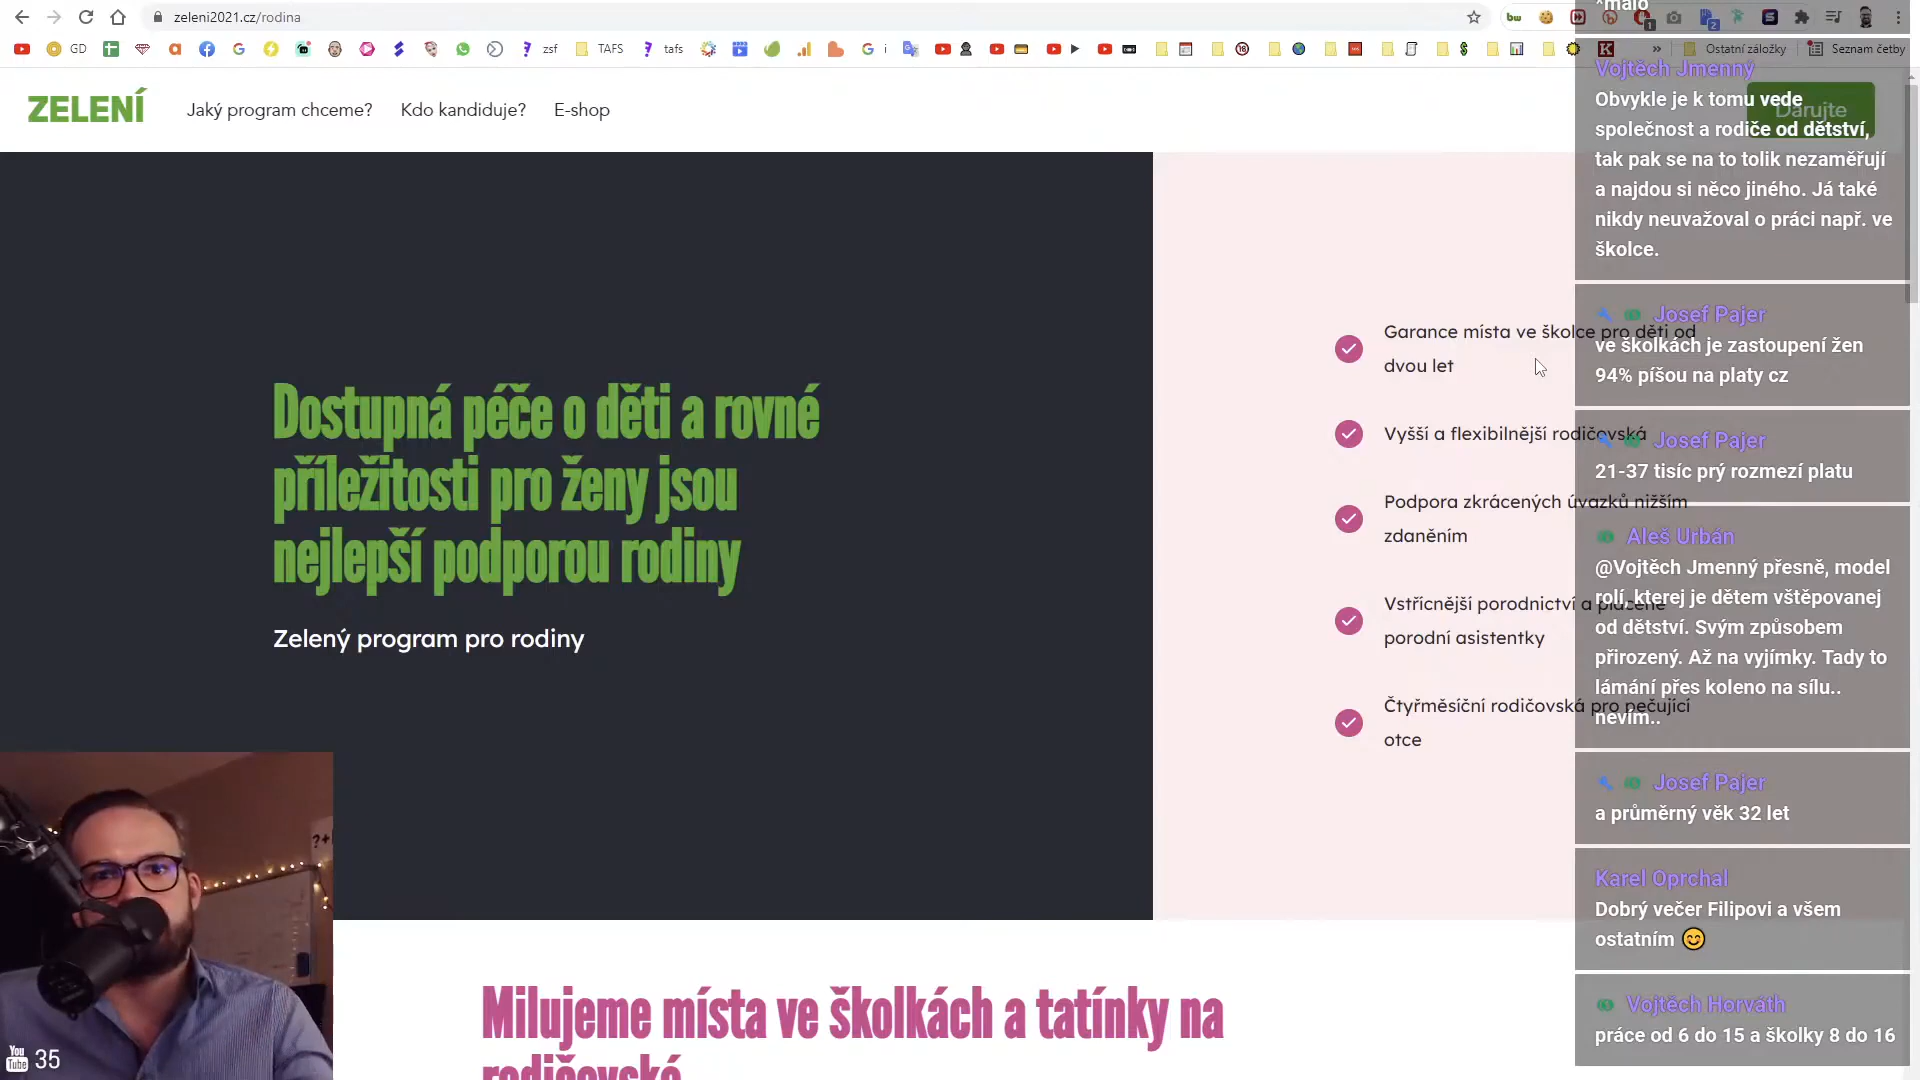 zeleni2021.cz/rodina
GD
zsf
TAFS
tafs
G i
»
Ostatní záložky
Seznam četby
ZELENÍ
Jaký program chceme?
Kdo kandiduje?
E-shop
Darujte
Dostupná péče o děti a rovné
příležitosti pro ženy jsou
nejlepší podporou rodiny
Zelený program pro rodiny
Garance místa ve školce pro děti od
dvou let
Vyšší a flexibilnější rodičovská
Podpora zkrácených úvazků nižším
zdaněním
Vstřícnější porodnictví a placené
porodní asistentky
Čtyřměsíční rodičovská pro pečující
otce
Milujeme místa ve školkách a tatínky na
rodičovské
*málo
Vojtěch Jmenný
Obvykle je k tomu vede
společnost a rodiče od dětství,
tak pak se na to tolik nezaměřují
a najdou si něco jiného. Já také
nikdy neuvažoval o práci např. ve
školce.
Josef Pajer
ve školkách je zastoupení žen
94% píšou na platy cz
Josef Pajer
21-37 tisíc prý rozmezí platu
Aleš Urbán
@Vojtěch Jmenný přesně, model
rolí, kterej je dětem vštěpovanej
od dětství. Svým způsobem
přirozený. Až na vyjímky. Tady to
lámání přes koleno na sílu..
nevím..
Josef Pajer
a průměrný věk 32 let
Karel Oprchal
Dobrý večer Filipovi a všem
ostatním 😊
Vojtěch Horváth
práce od 6 do 15 a školky 8 do 16
You
Tube 35